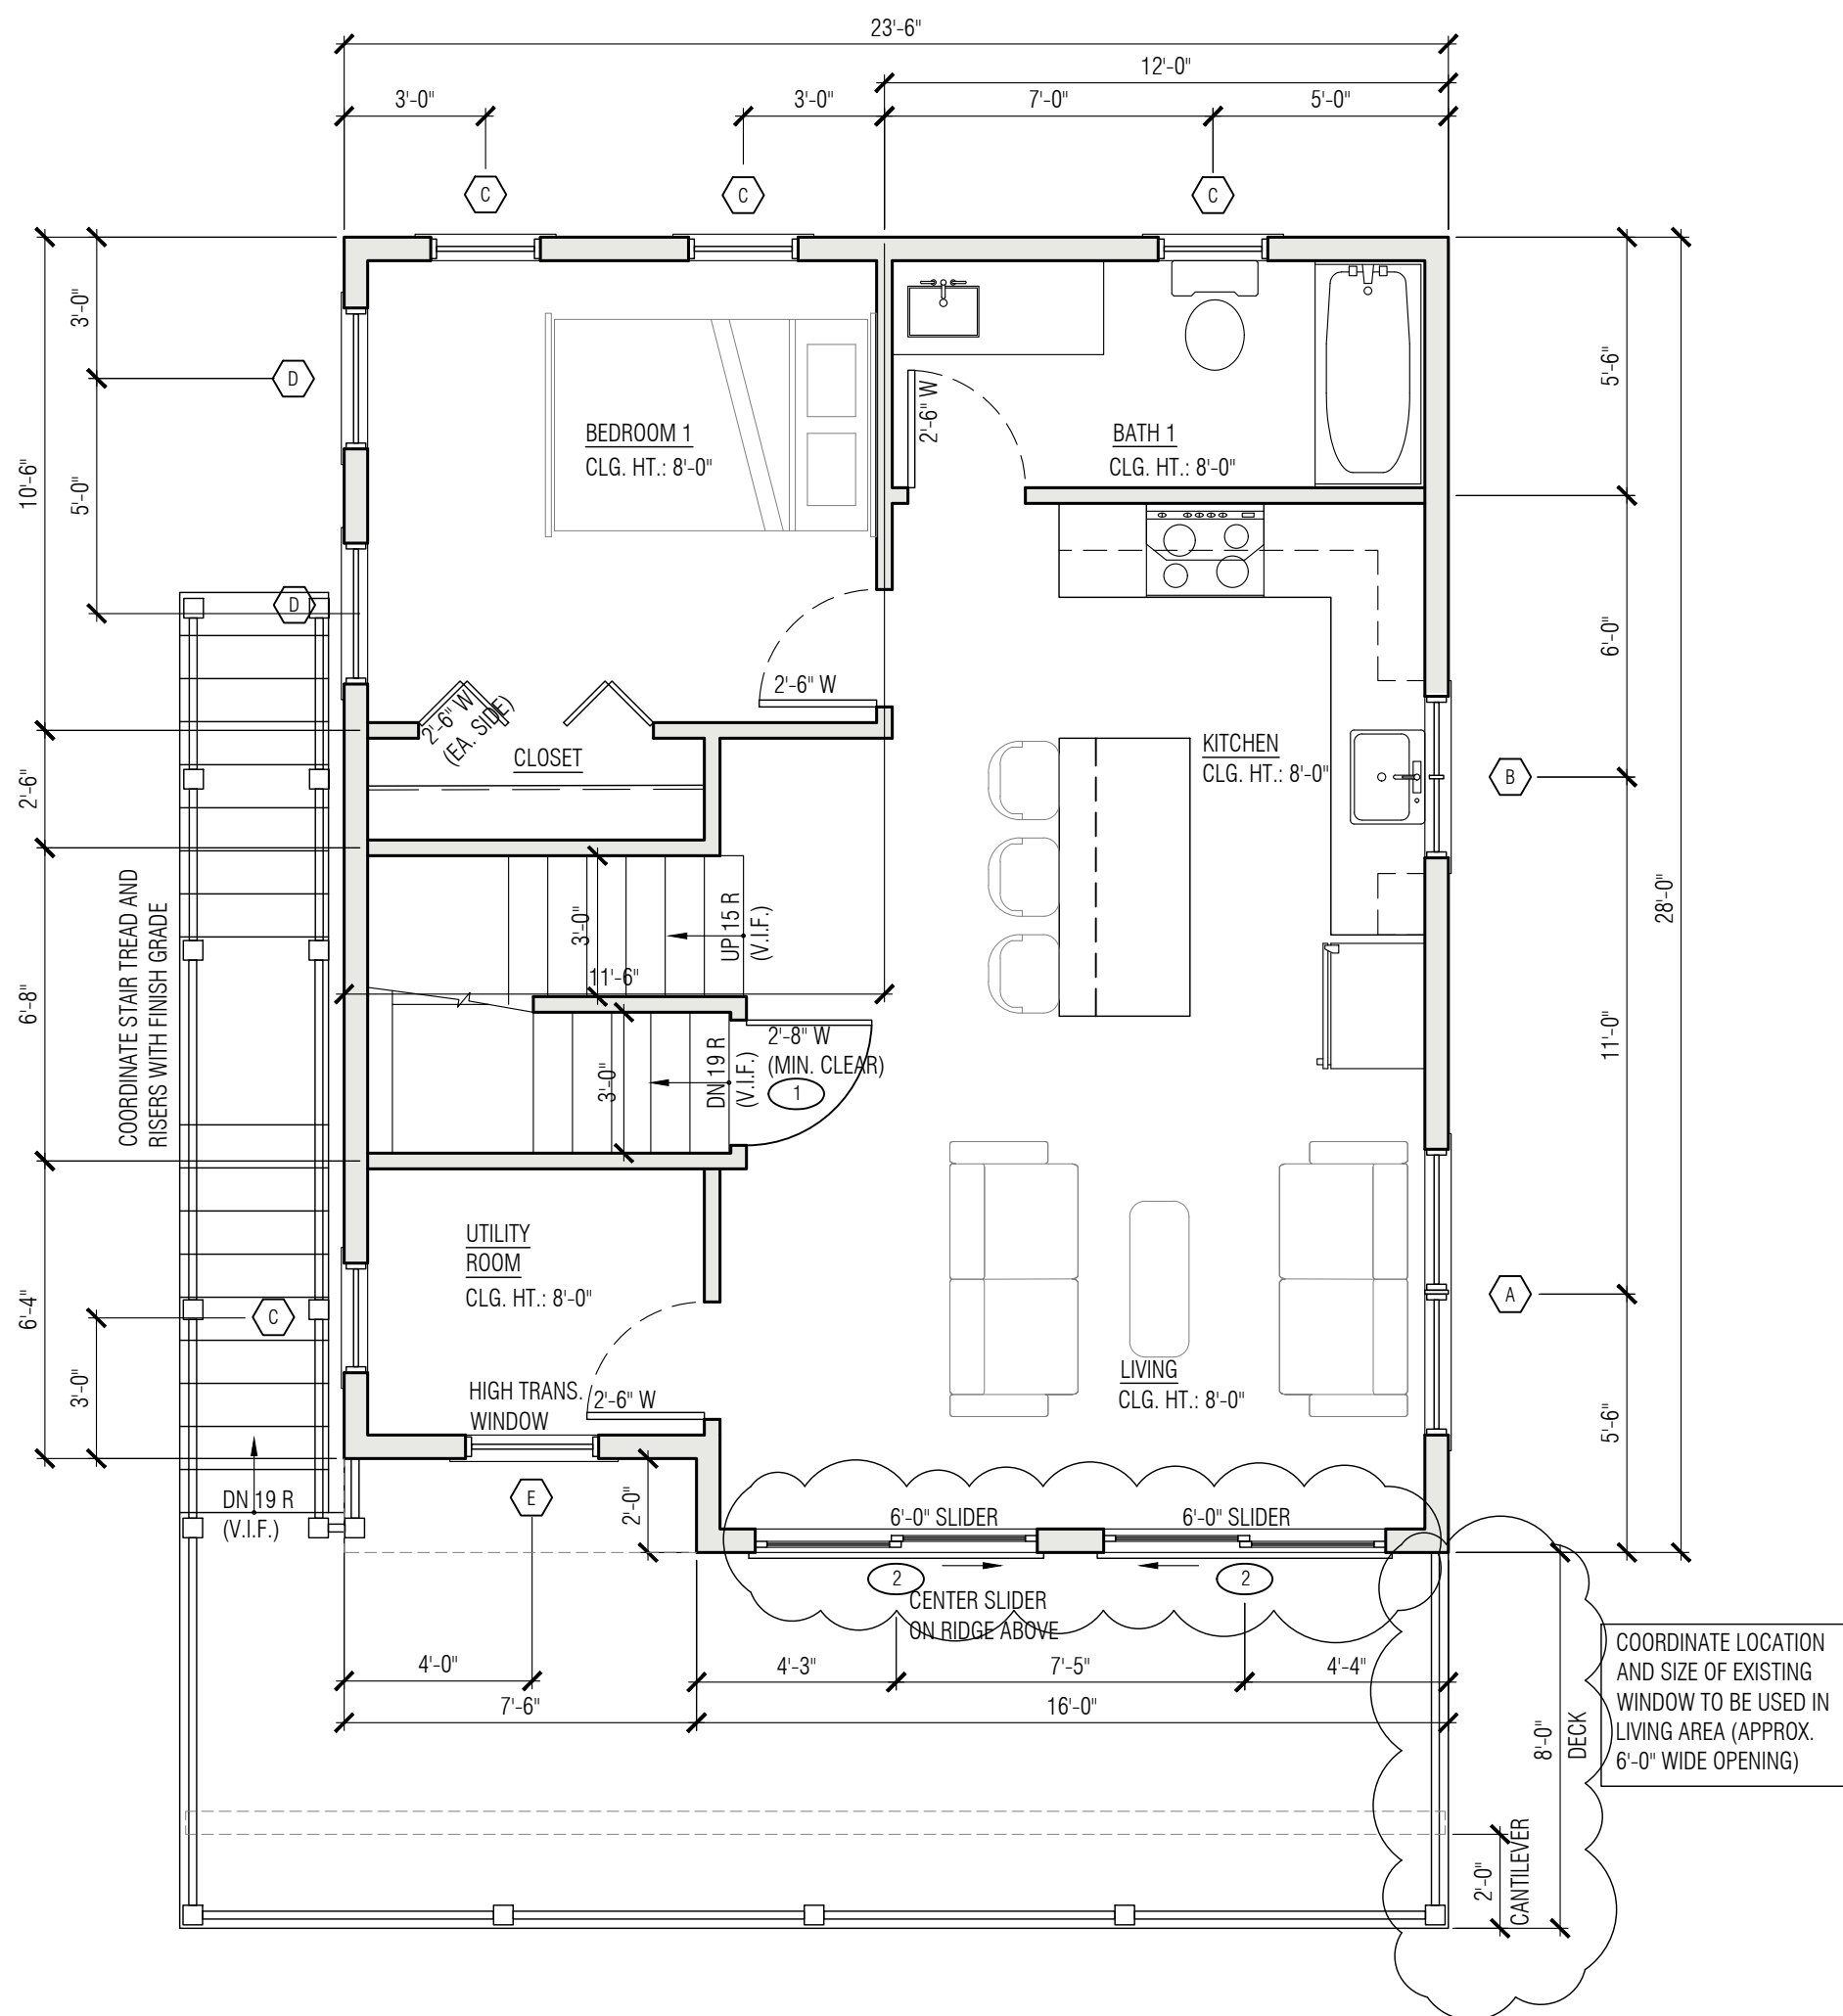 23'-6"
12'-0"
3'-0"
3'-0"
7'-0"
5'-0"
C
C
C
3'-0"
D
5'-0"
10'-6"
D
2'-6"
6'-8"
6'-4"
3'-0"
C
BEDROOM 1
CLG. HT.: 8'-0"
2'-6" W
BATH 1
CLG. HT.: 8'-0"
5'-6"
6'-0"
28'-0"
11'-0"
5'-6"
2'-6" W
2'-6" W
(EA. SIDE)
CLOSET
KITCHEN
CLG. HT.: 8'-0"
B
COORDINATE STAIR TREAD AND
RISERS WITH FINISH GRADE
3'-0"
UP 15 R
(V.I.F.)
11'-6"
3'-0"
DN 19 R
(V.I.F.)
2'-8" W
(MIN. CLEAR)
1
UTILITY
ROOM
CLG. HT.: 8'-0"
A
LIVING
CLG. HT.: 8'-0"
HIGH TRANS.
WINDOW
2'-6" W
DN 19 R
(V.I.F.)
E
2'-0"
6'-0" SLIDER
6'-0" SLIDER
2
2
CENTER SLIDER
ON RIDGE ABOVE
4'-0"
4'-3"
7'-5"
4'-4"
7'-6"
16'-0"
8'-0"
DECK
COORDINATE LOCATION
AND SIZE OF EXISTING
WINDOW TO BE USED IN
LIVING AREA (APPROX.
6'-0" WIDE OPENING)
2'-0"
CANTILEVER